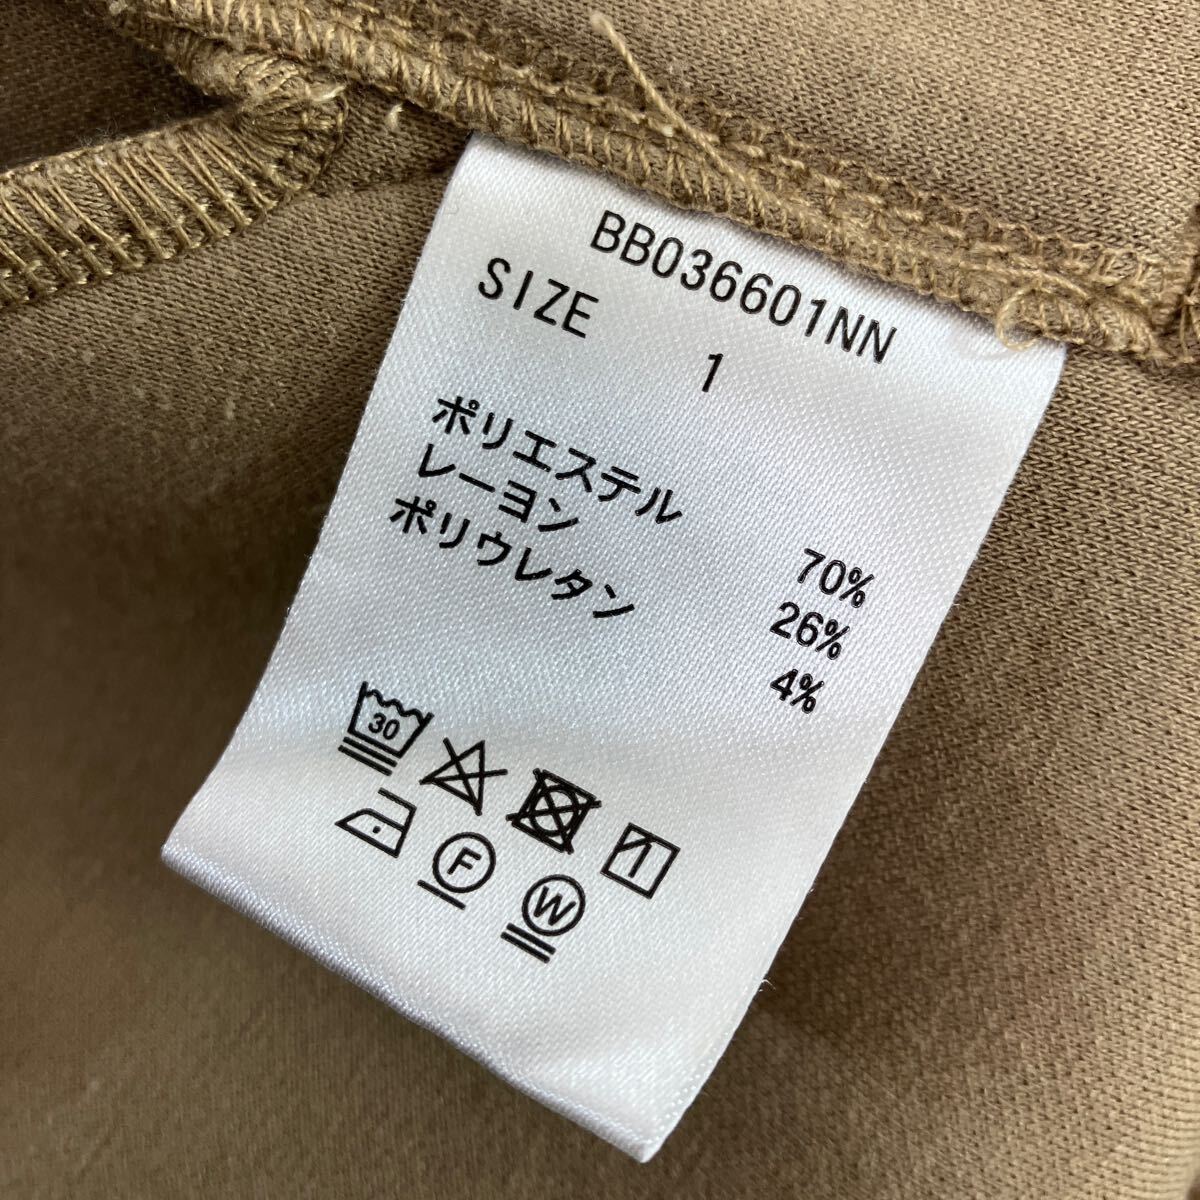 BB036601NN
SIZE 1
ポリエステル 70%
レーヨン 26%
ポリウレタン 4%
30
F
W